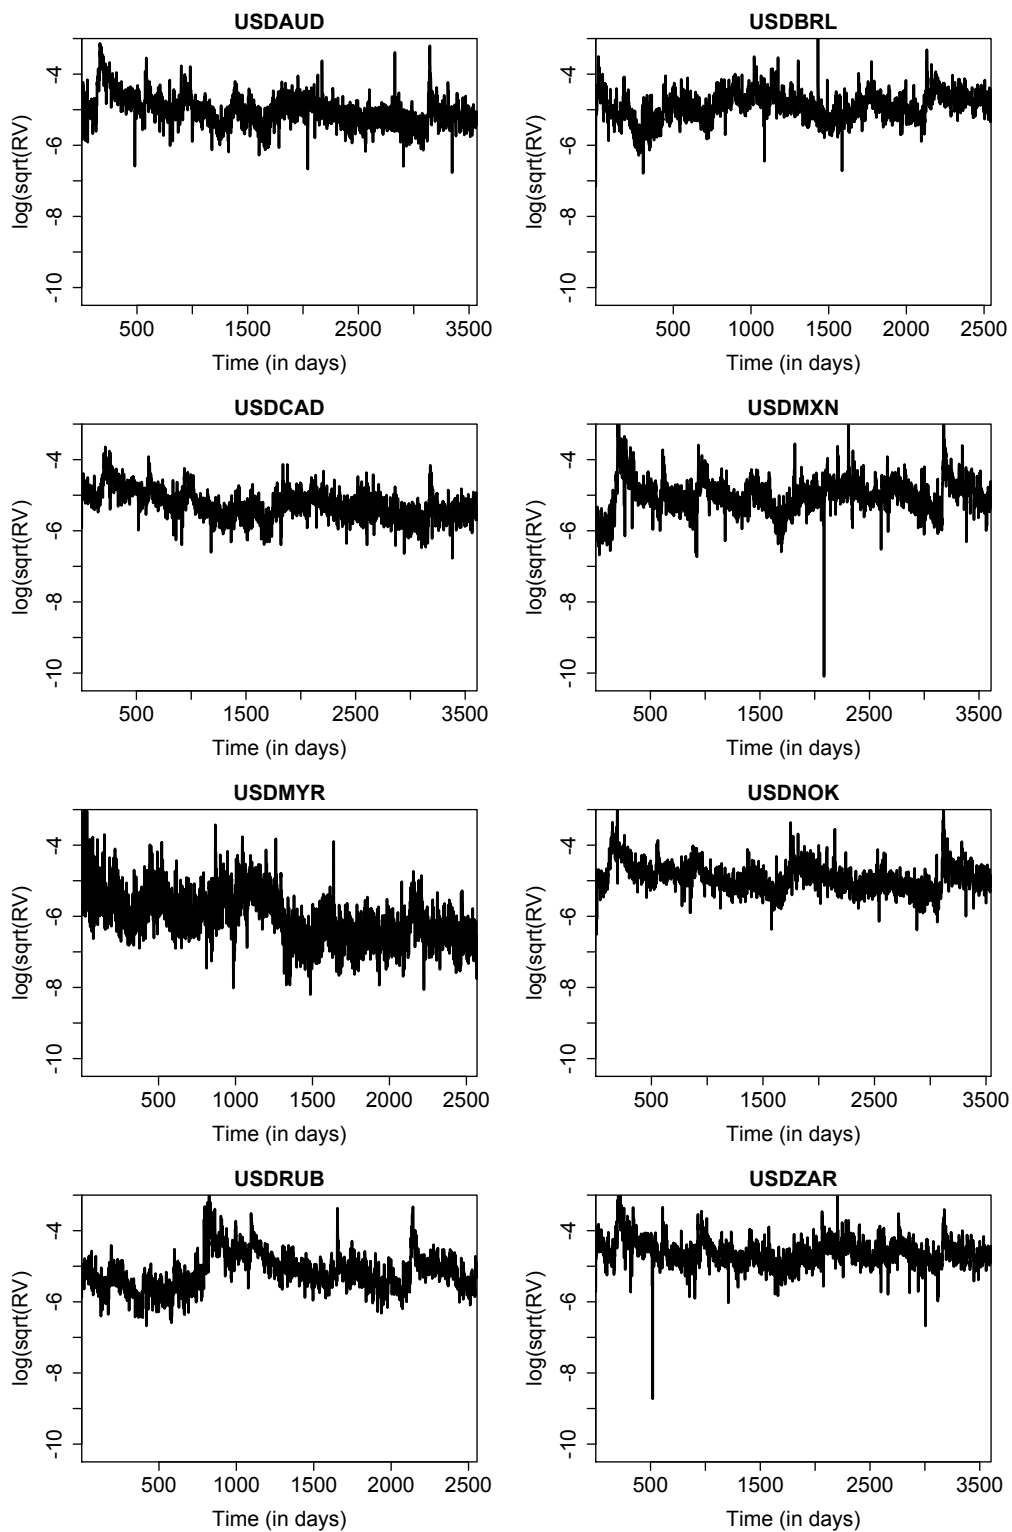 USDAUD
USDBRL
log(sqrt(RV)
-4
-6
-8
-10
500 1500 2500 3500
Time (in days)
log(sqrt(RV)
-4
-6
-8
-10
500 1000 1500 2000 2500
Time (in days)
USDCAD
USDMXN
log(sqrt(RV)
-4
-6
-8
-10
500 1500 2500 3500
Time (in days)
log(sqrt(RV)
-4
-6
-8
-10
500 1500 2500 3500
Time (in days)
USDMYR
USDNOK
log(sqrt(RV)
-4
-6
-8
-10
500 1000 1500 2000 2500
Time (in days)
log(sqrt(RV)
-4
-6
-8
-10
500 1500 2500 3500
Time (in days)
USDRUB
USDZAR
log(sqrt(RV)
-4
-6
-8
-10
500 1000 1500 2000 2500
Time (in days)
log(sqrt(RV)
-4
-6
-8
-10
500 1500 2500 3500
Time (in days)